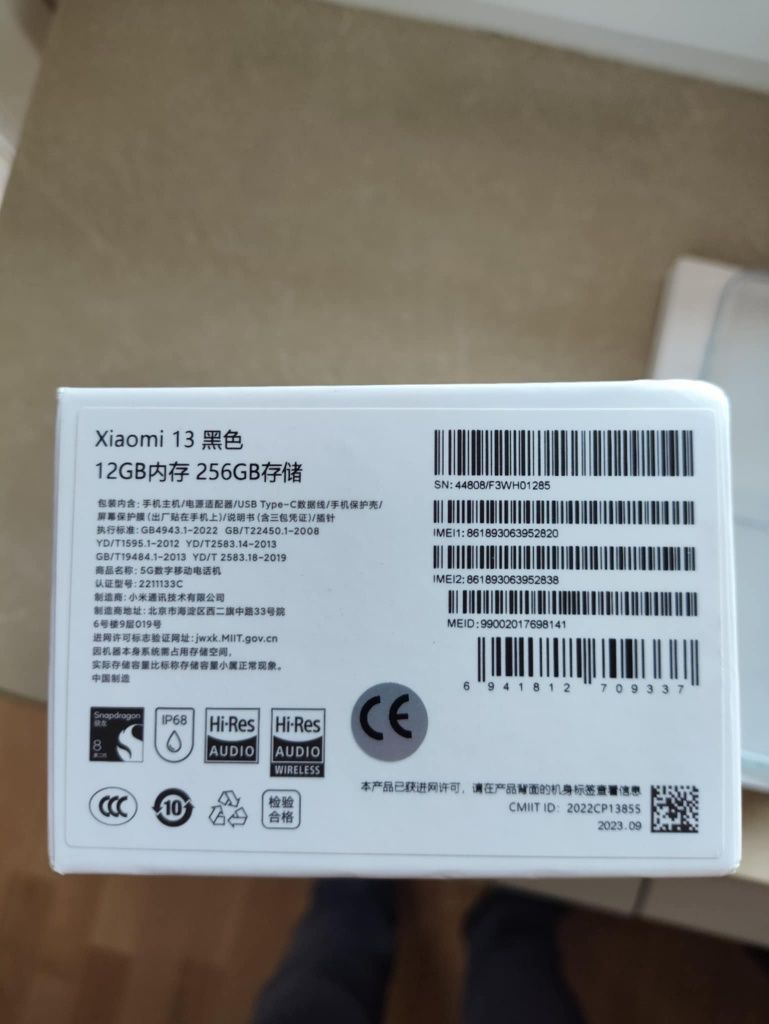 Xiaomi 13 黑色
12GB内存 256GB存储
包装内含: 手机主机/电源适配器/USB Type-C数据线/手机保护壳/
屏幕保护膜 (出厂贴在手机上) /说明书 (含三包凭证) /插针
执行标准: GB4943.1-2022 GB/T22450.1-2008
YD/T1595.1-2012 YD/T2583.14-2013
GB/T19484.1-2013 YD/T 2583.18-2019
商品名称: 5G数字移动电话机
认证型号: 2211133C
制造商: 小米通讯技术有限公司
制造商地址: 北京市海淀区西二旗中路33号院
6号楼9层019号
进网许可标志验证网址: jwxk.MIIT.gov.cn
因机器本身系统需占用存储空间,
实际存储容量比标称存储容量小属正常现象。
中国制造
SN: 44808/F3WH01285
IMEI1: 861893063952820
IMEI2: 861893063952838
MEID: 99002017698141
6 941812 709337
Snapdragon
骁龙
8
第二代
IP68
Hi-Res
AUDIO
Hi-Res
AUDIO
WIRELESS
CE
CCC
10
检验
合格
本产品已获进网许可，请在产品背面的机身标签查看信息
CMIIT ID: 2022CP13855
2023.09